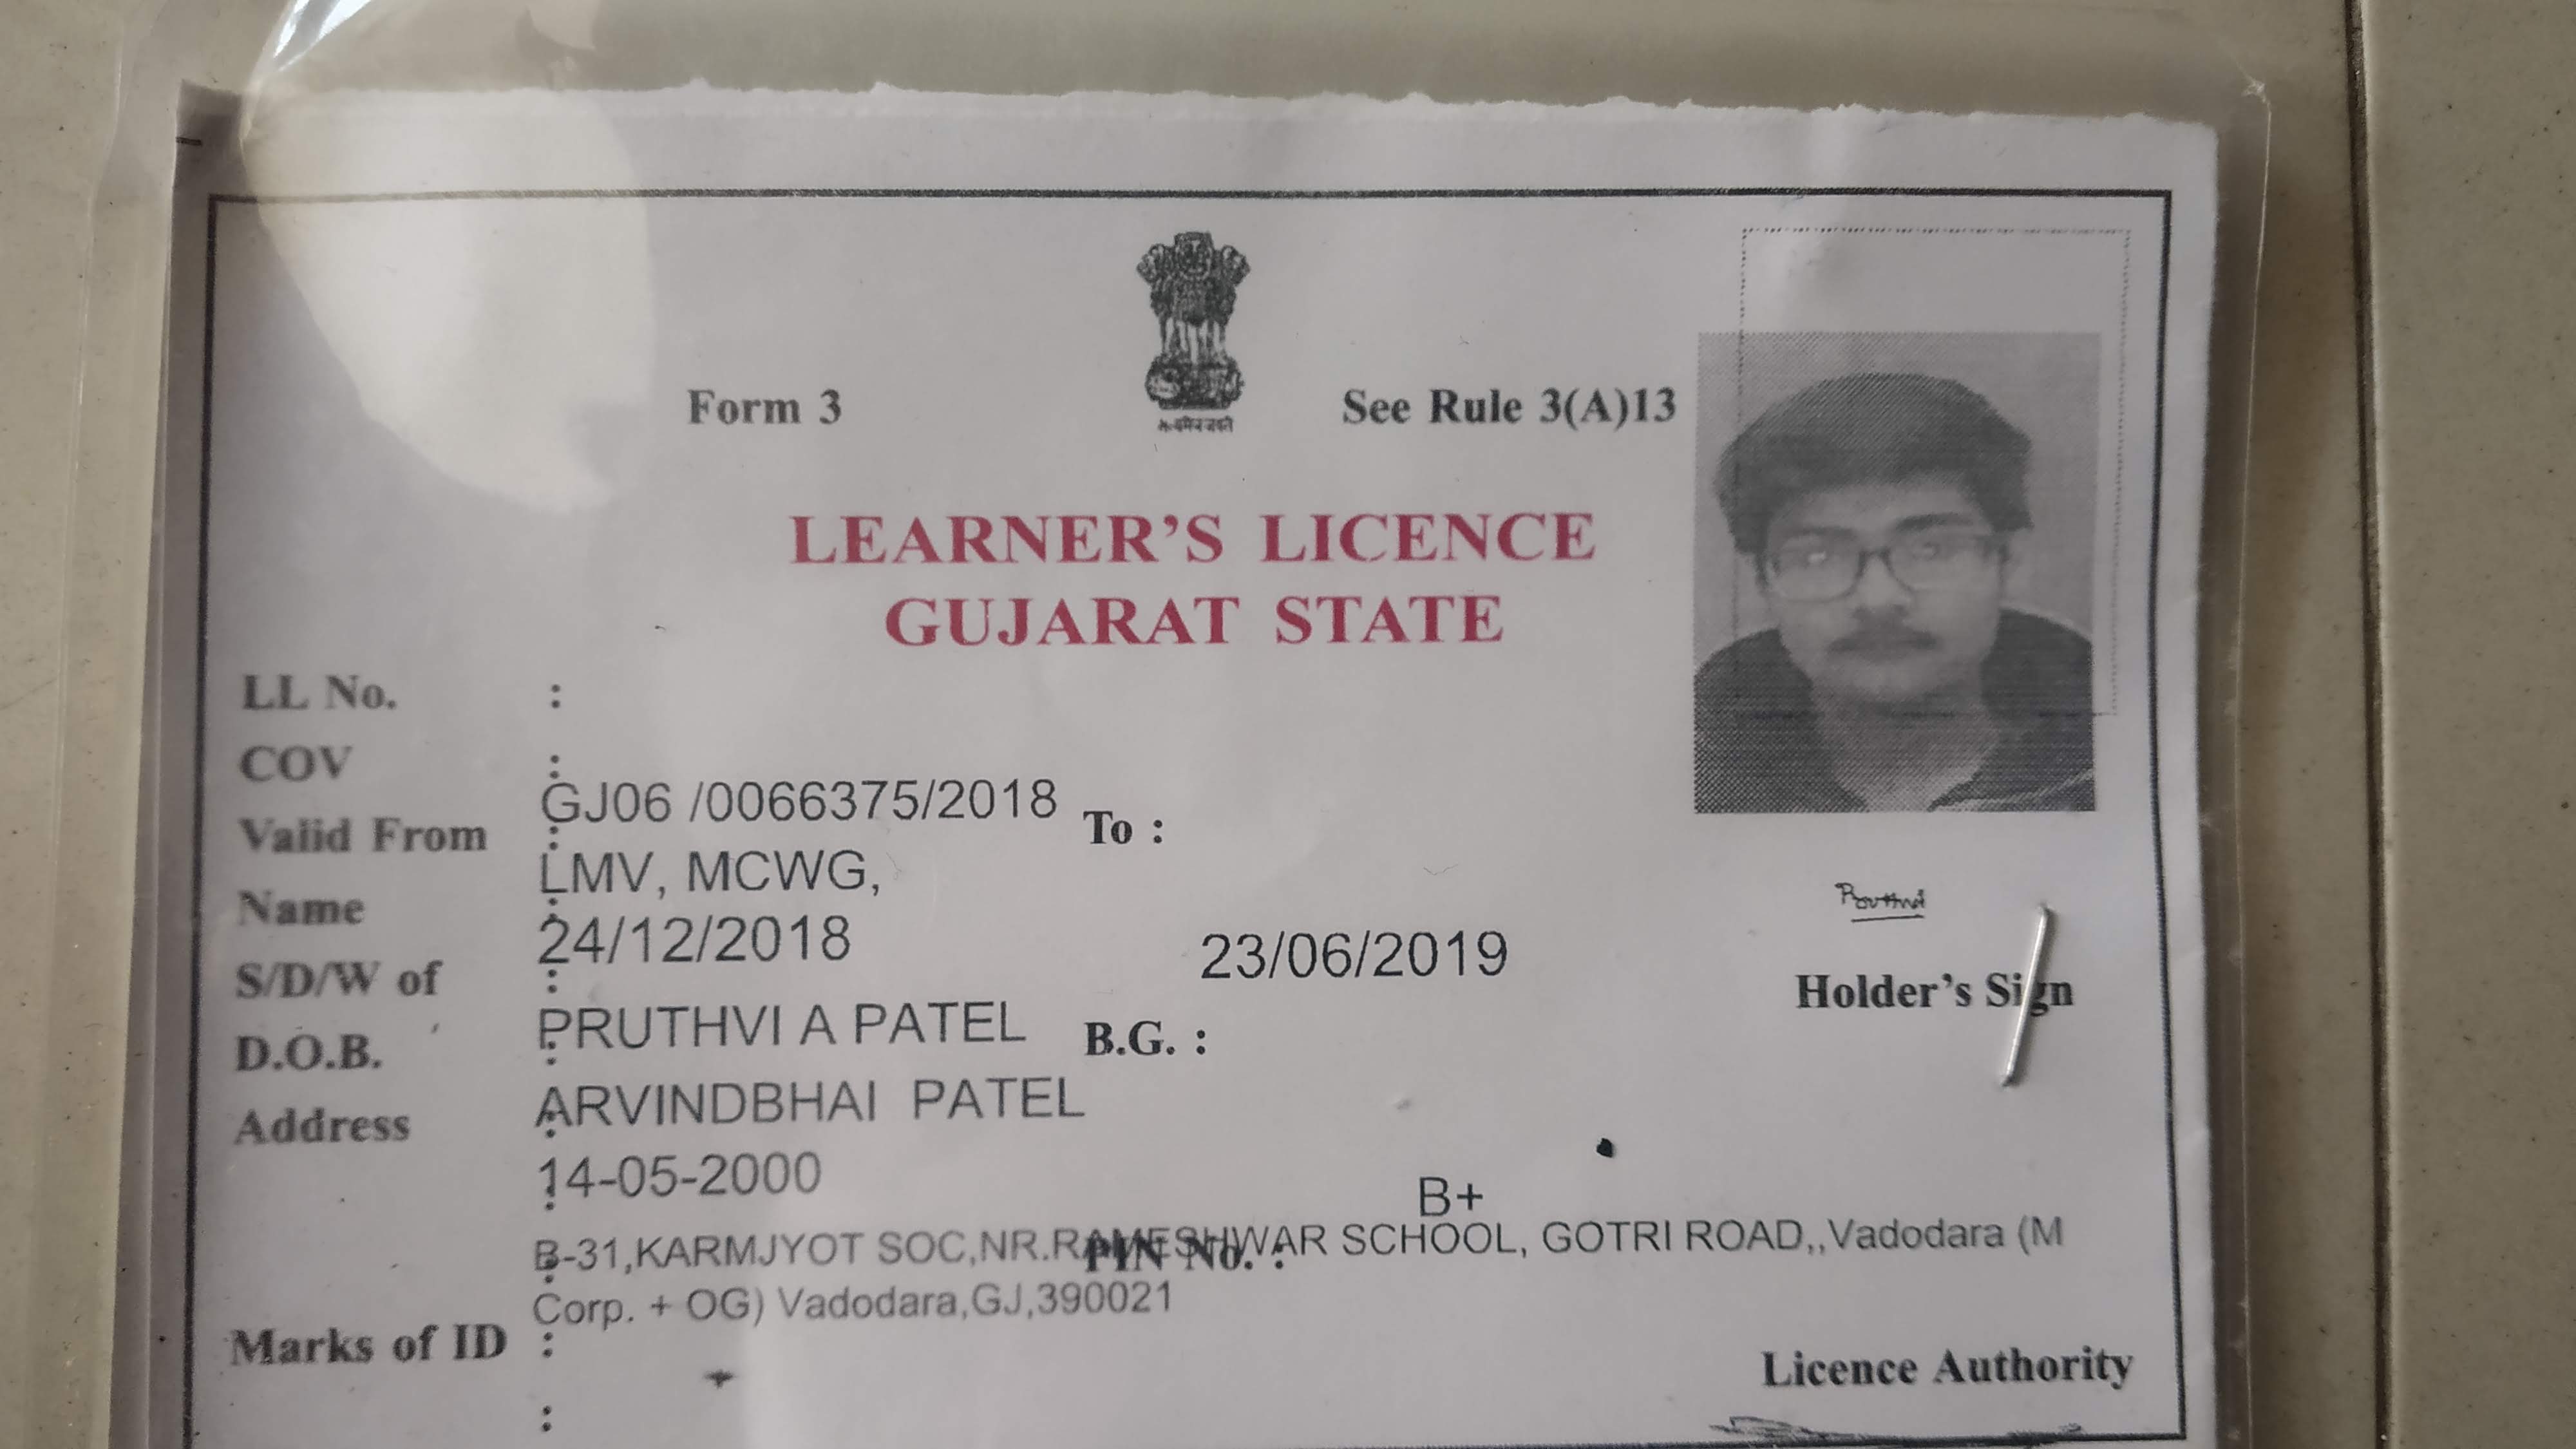 Form 3
See Rule 3(A)13
LEARNER'S LICENCE
GUJARAT STATE
LL No. :
COV : GJ06 /0066375/2018
Valid From : LMV, MCWG, To :
Name : 24/12/2018 23/06/2019
S/D/W of : PRUTHVI A PATEL B.G. :
D.O.B. : ARVINDBHAI PATEL
Address : 14-05-2000 B+
: B-31,KARMJYOT SOC,NR.RAMESHWAR SCHOOL, GOTRI ROAD,,Vadodara (M
PIN No. :
Marks of ID : Corp. + OG) Vadodara,GJ,390021
:
Holder's Sign
Licence Authority